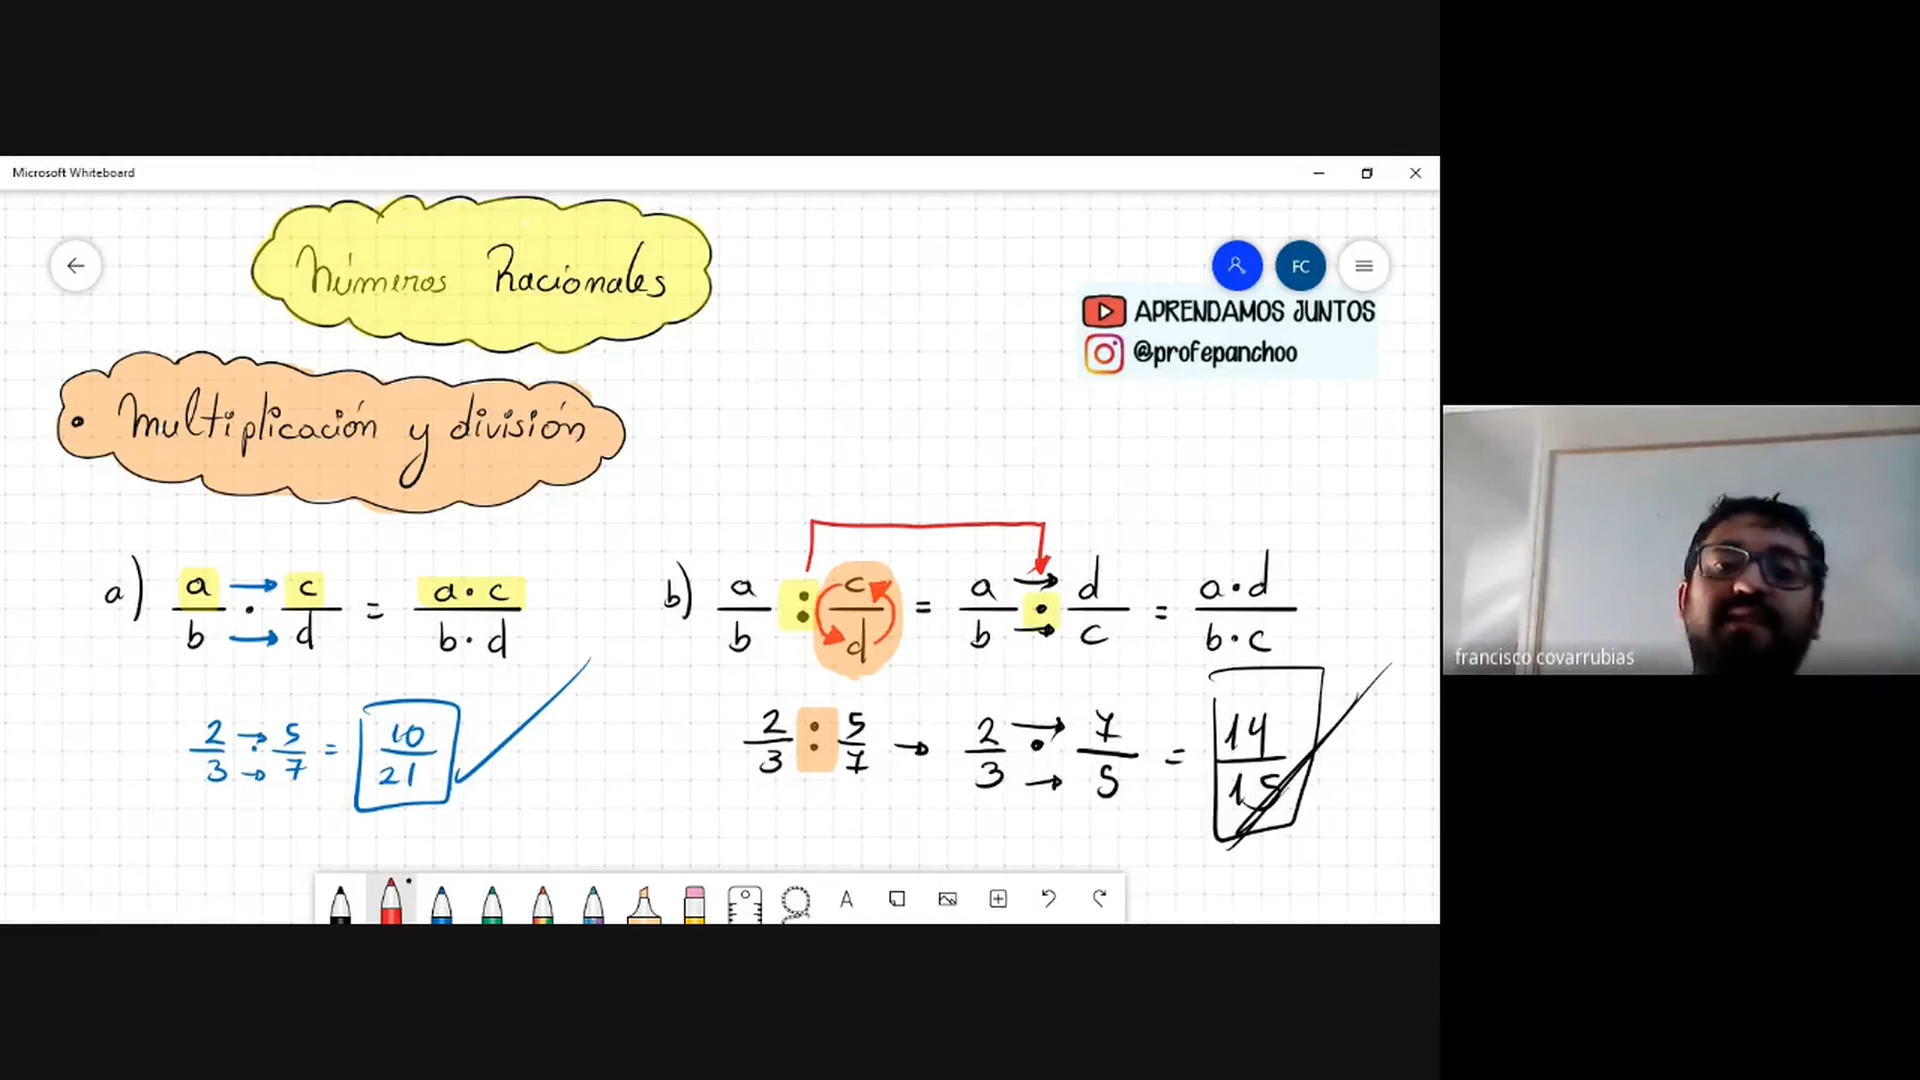 Microsoft Whiteboard
Números Racionales
FC
APRENDAMOS JUNTOS
@profepanchoo
• Multiplicación y división
a) a/b → · → c/d = a · c / b · d
b) a/b : c/d = a/b → · → d/c = a · d / b · c
2/3 → · → 5/7 = 10/21
2/3 : 5/7 → 2/3 → · → 7/5 = 14/15
A
francisco covarrubias